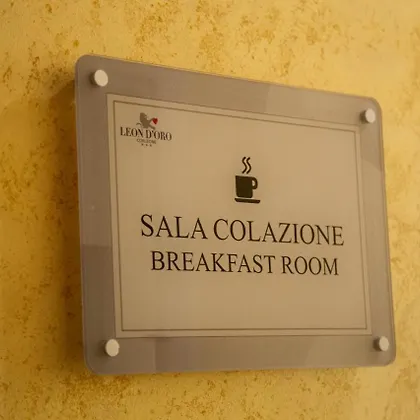 LEON D'ORO
SALA COLAZIONE
BREAKFAST ROOM